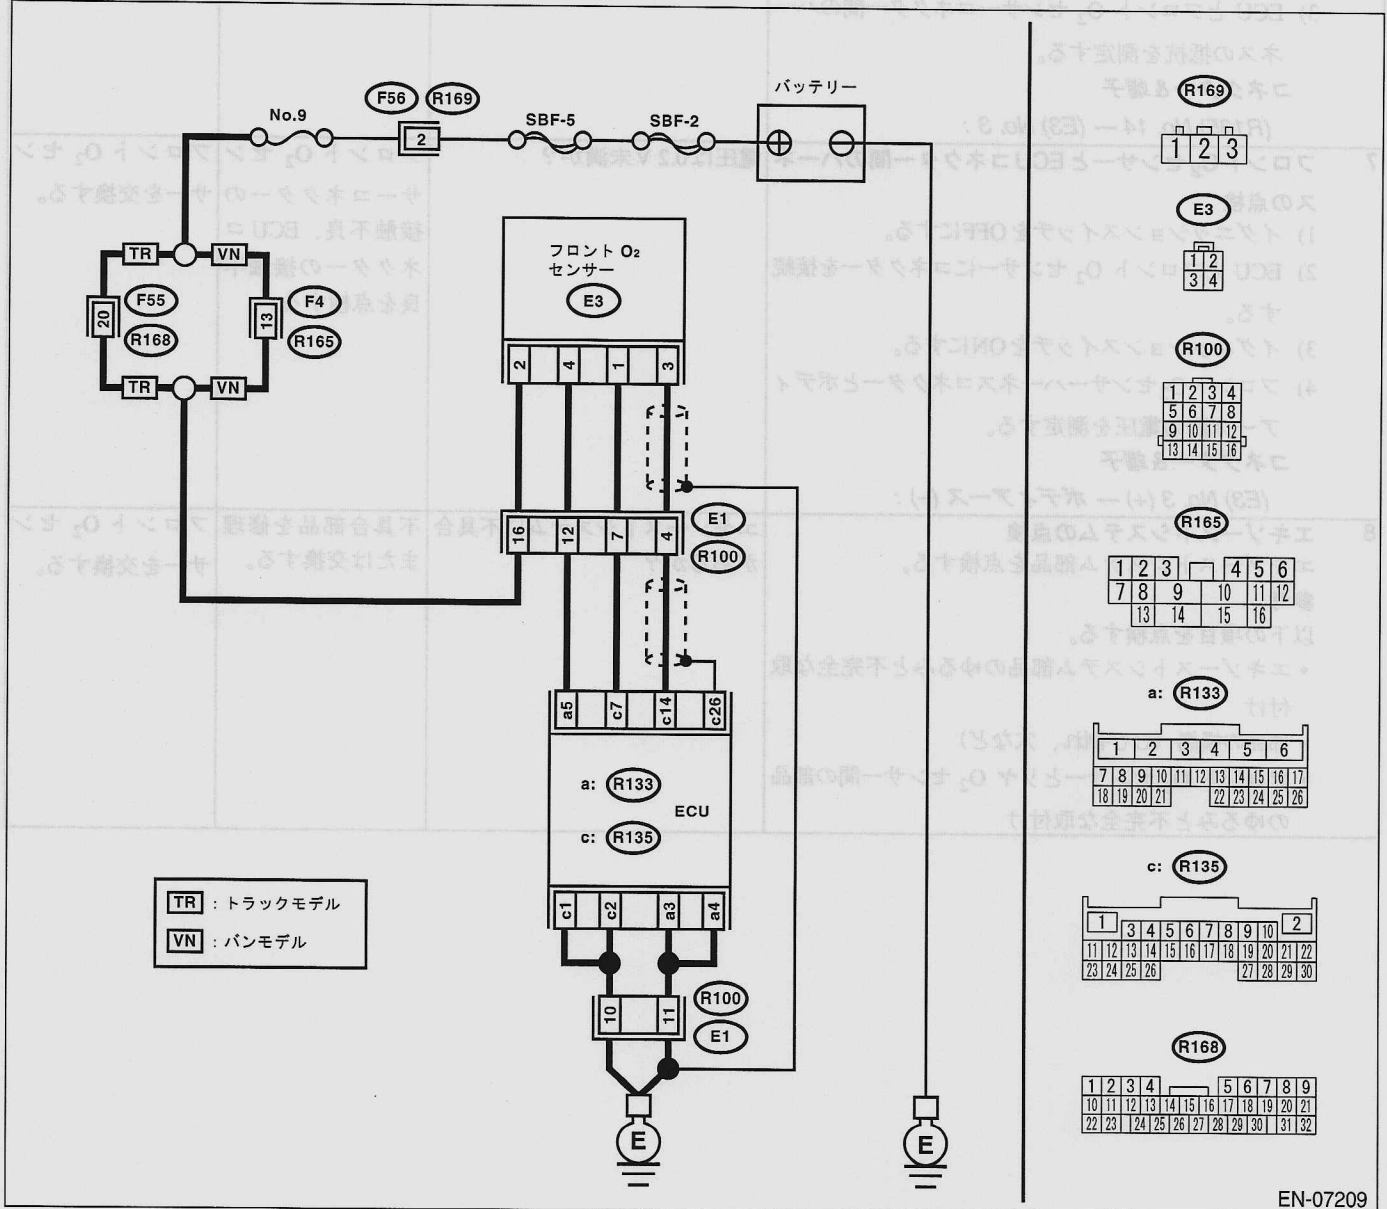 バッテリー
No.9
F56
R169
2
SBF-5
SBF-2
TR
VN
20
F55
R168
13
F4
R165
TR
VN
フロント O₂
センサー
E3
2 4 1 3
16 12 7 4
E1
R100
a5 c7 c14 c26
a: R133
ECU
c: R135
c1 c2 a3 a4
10 11
R100
E1
E
E
TR : トラックモデル
VN : バンモデル
R169
1 2 3
E3
1 2
3 4
R100
1 2 3 4
5 6 7 8
9 10 11 12
13 14 15 16
R165
1 2 3 4 5 6
7 8 9 10 11 12
13 14 15 16
a: R133
1 2 3 4 5 6
7 8 9 10 11 12 13 14 15 16 17
18 19 20 21 22 23 24 25 26
c: R135
1 2
3 4 5 6 7 8 9 10
11 12 13 14 15 16 17 18 19 20 21 22
23 24 25 26 27 28 29 30
R168
1 2 3 4 5 6 7 8 9
10 11 12 13 14 15 16 17 18 19 20 21
22 23 24 25 26 27 28 29 30 31 32
EN-07209